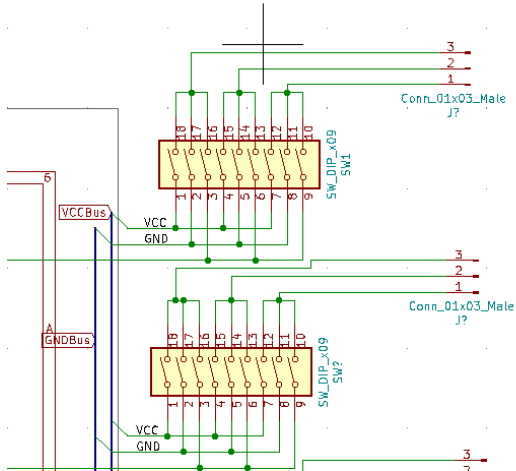 3
2
1
Conn_01x03_Male
J?
18 17 16 15 14 13 12 11 10
SW_DIP_x09
SW1
1 2 3 4 5 6 7 8 9
6
VCCBus
VCC
GND
3
2
1
Conn_01x03_Male
J?
A
GNDBus
18 17 16 15 14 13 12 11 10
SW_DIP_x09
SW?
1 2 3 4 5 6 7 8 9
VCC
GND
3